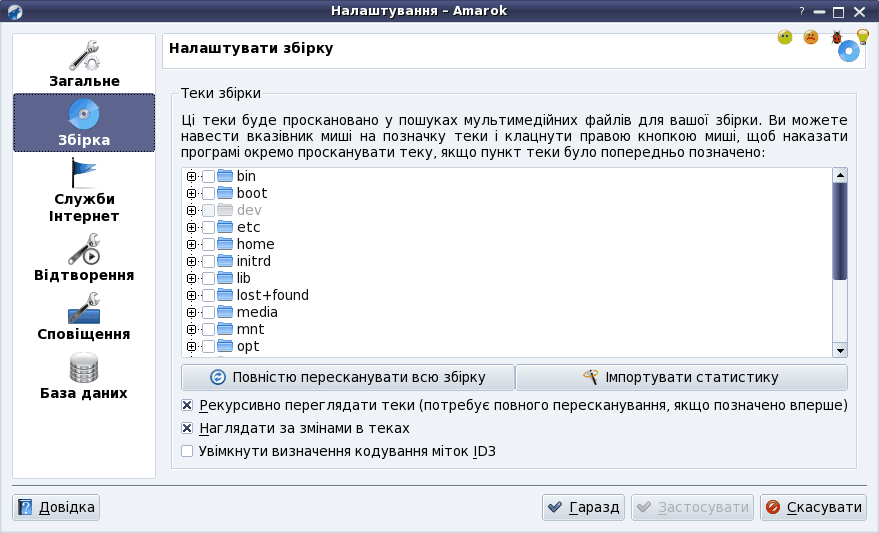 Налаштування – Amarok
?
Налаштувати збірку
Загальне
Збірка
Служби
Інтернет
Відтворення
Сповіщення
База даних
Теки збірки
Ці теки буде проскановано у пошуках мультимедійних файлів для вашої збірки. Ви можете
навести вказівник миші на позначку теки і клацнути правою кнопкою миші, щоб наказати
програмі окремо просканувати теку, якщо пункт теки було попередньо позначено:
bin
boot
dev
etc
home
initrd
lib
lost+found
media
mnt
opt
Повністю пересканувати всю збірку
Імпортувати статистику
Рекурсивно переглядати теки (потребує повного пересканування, якщо позначено вперше)
Наглядати за змінами в теках
Увімкнути визначення кодування міток ID3
Довідка
Гаразд
Застосувати
Скасувати